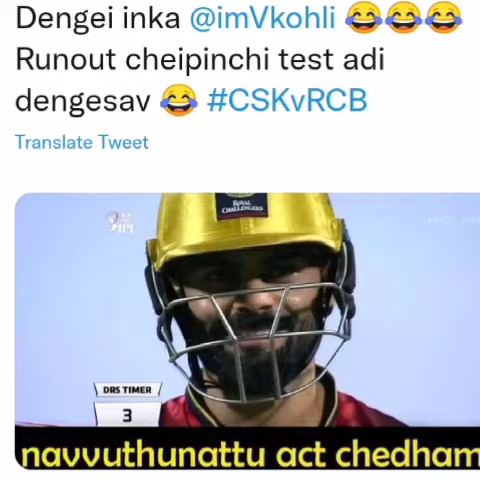 Dengei inka @imVkohli 😂😂😂
Runout cheipinchi test adi
dengesav 😂 #CSKvRCB
Translate Tweet
ROYAL
CHALLENGERS
IPL
DRS TIMER
3
navvuthunattu act chedham